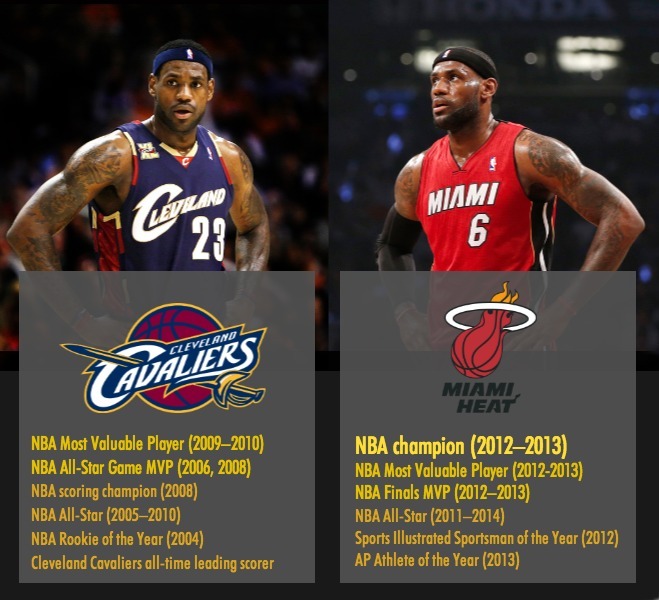 HONDA
CLEVELAND
23
MIAMI
6
CLEVELAND
CAVALIERS
MIAMI
HEAT
NBA Most Valuable Player (2009–2010)
NBA All-Star Game MVP (2006, 2008)
NBA scoring champion (2008)
NBA All-Star (2005–2010)
NBA Rookie of the Year (2004)
Cleveland Cavaliers all-time leading scorer
NBA champion (2012–2013)
NBA Most Valuable Player (2012-2013)
NBA Finals MVP (2012–2013)
NBA All-Star (2011–2014)
Sports Illustrated Sportsman of the Year (2012)
AP Athlete of the Year (2013)